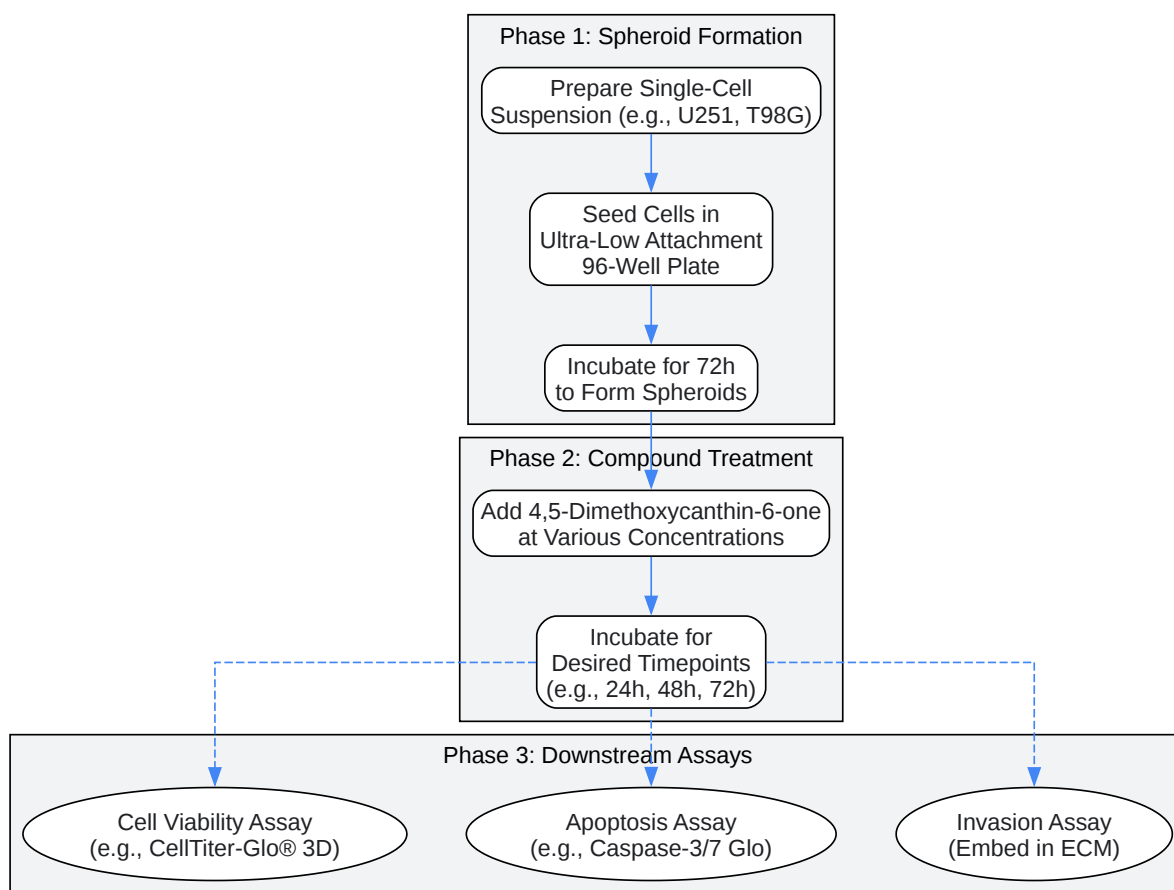 Phase 1: Spheroid Formation
Prepare Single-Cell
Suspension (e.g., U251, T98G)
Seed Cells in
Ultra-Low Attachment
96-Well Plate
Incubate for 72h
to Form Spheroids
Phase 2: Compound Treatment
Add 4,5-Dimethoxycanthin-6-one
at Various Concentrations
Incubate for
Desired Timepoints
(e.g., 24h, 48h, 72h)
Phase 3: Downstream Assays
Cell Viability Assay
(e.g., CellTiter-Glo® 3D)
Apoptosis Assay
(e.g., Caspase-3/7 Glo)
Invasion Assay
(Embed in ECM)